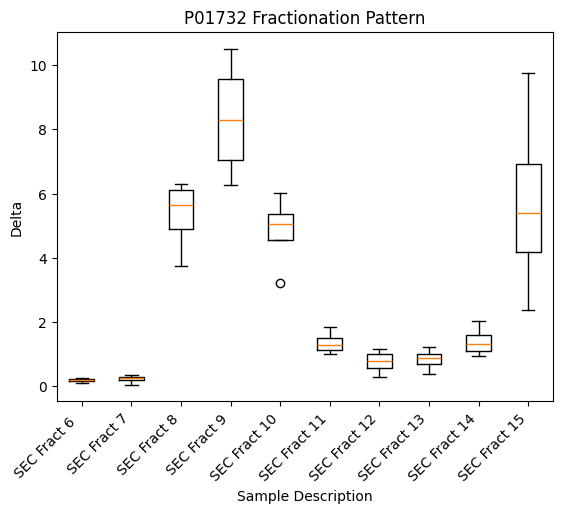 P01732 Fractionation Pattern
Delta
10
8
6
4
2
0
SEC Fract 6
SEC Fract 7
SEC Fract 8
SEC Fract 9
SEC Fract 10
SEC Fract 11
SEC Fract 12
SEC Fract 13
SEC Fract 14
SEC Fract 15
Sample Description